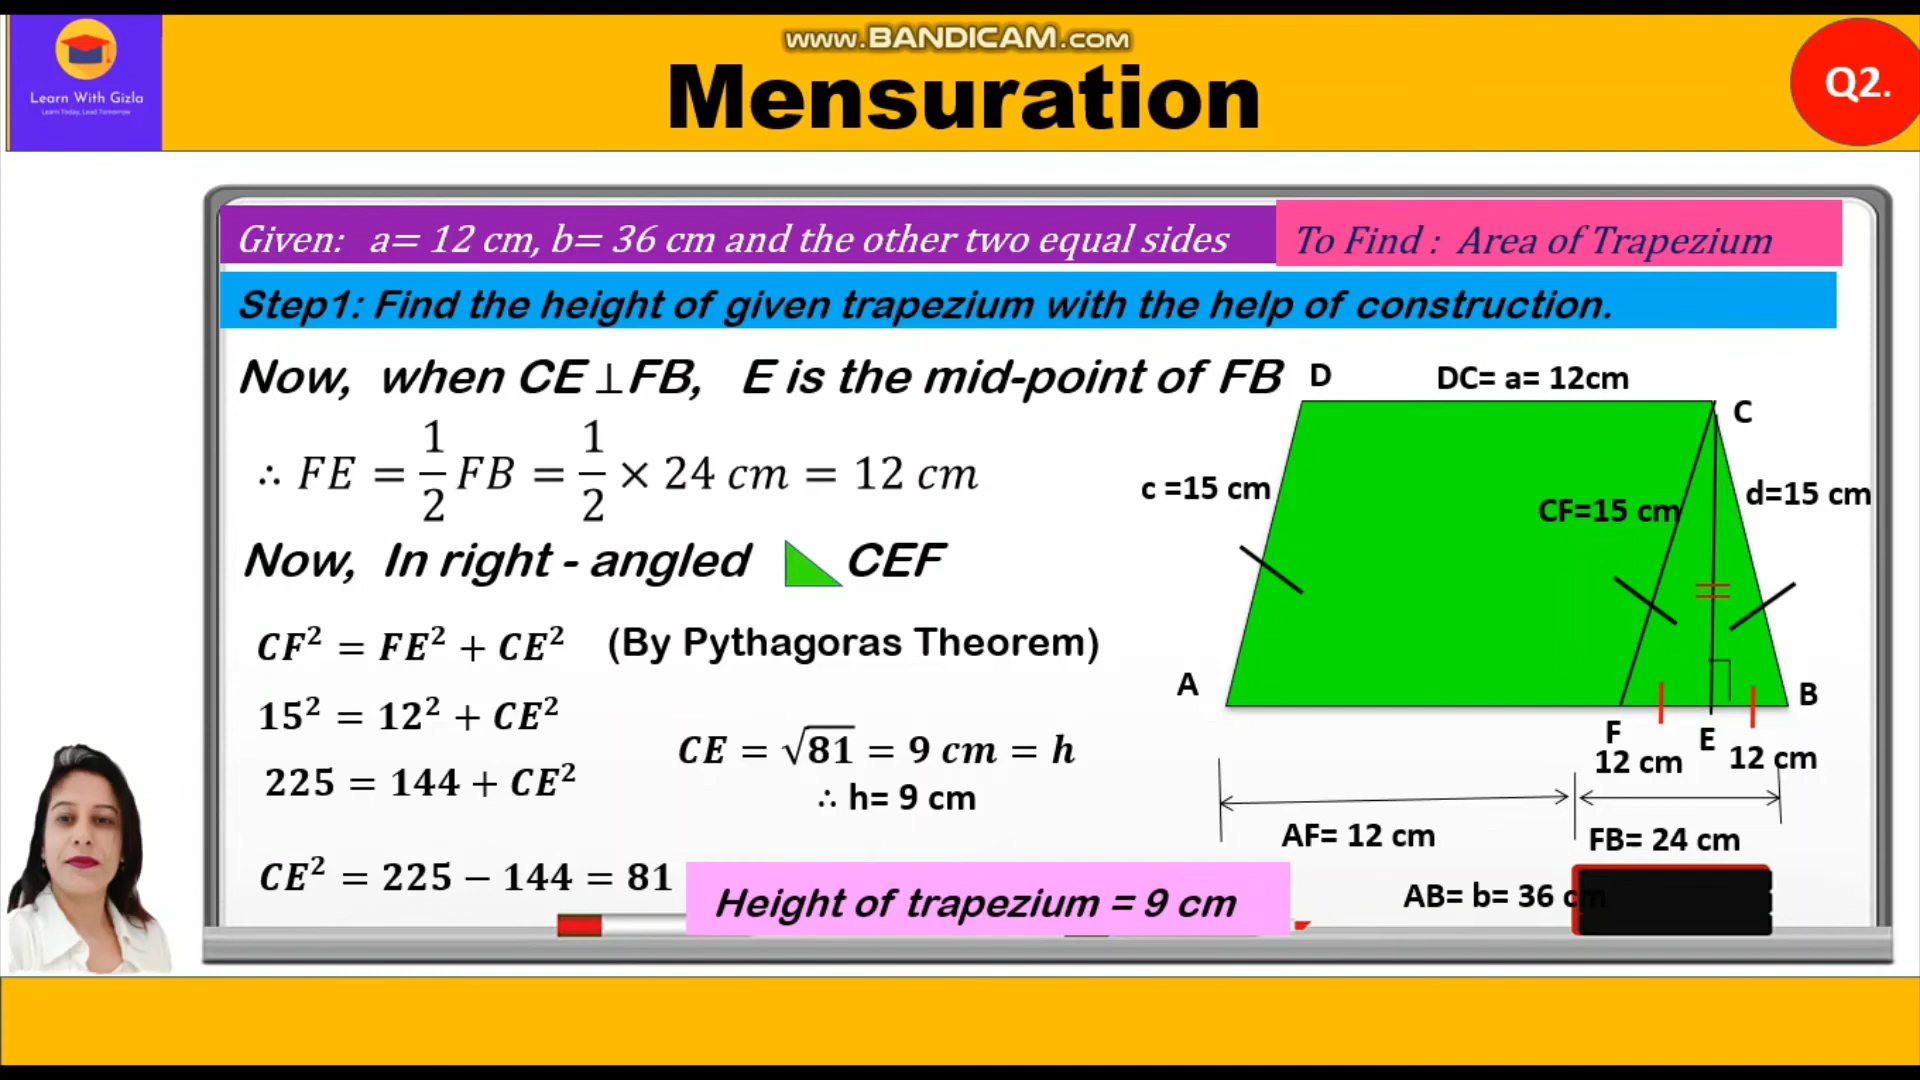 www.BANDICAM.com
Learn With Gizla
Learn Today, Lead Tomorrow
Mensuration
Q2.
Given: a= 12 cm, b= 36 cm and the other two equal sides
To Find : Area of Trapezium
Step1: Find the height of given trapezium with the help of construction.
Now, when CE ⊥FB, E is the mid-point of FB
∴ FE = 1/2 FB = 1/2 × 24 cm = 12 cm
Now, In right - angled CEF
CF² = FE² + CE² (By Pythagoras Theorem)
15² = 12² + CE²
225 = 144 + CE²
CE² = 225 − 144 = 81
CE = √81 = 9 cm = h
∴ h= 9 cm
Height of trapezium = 9 cm
D
DC= a= 12cm
C
c =15 cm
CF=15 cm
d=15 cm
A
B
F
E
12 cm
12 cm
AF= 12 cm
FB= 24 cm
AB= b= 36 cm